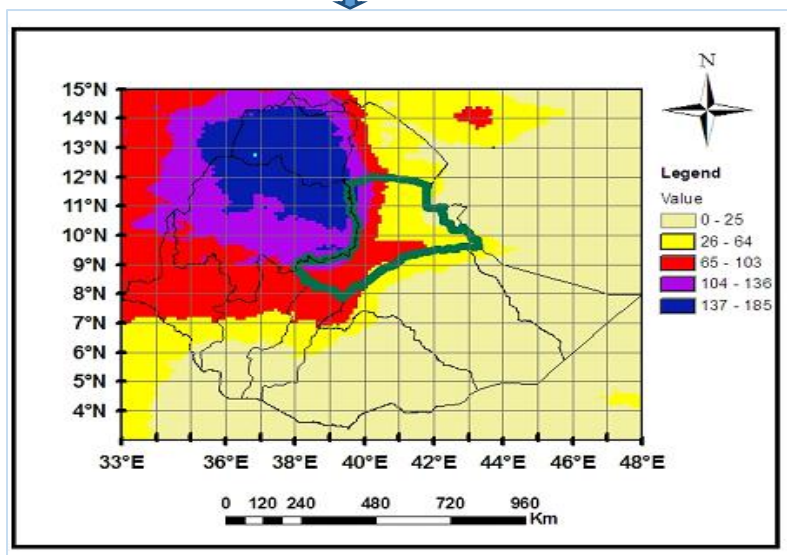 N
15°N
14°N
13°N
12°N
11°N
10°N
9°N
8°N
7°N
6°N
5°N
4°N
33°E 36°E 38°E 40°E 42°E 44°E 46°E 48°E
Legend
Value
0 - 25
26 - 64
65 - 103
104 - 136
137 - 185
0 120 240 480 720 960
Km